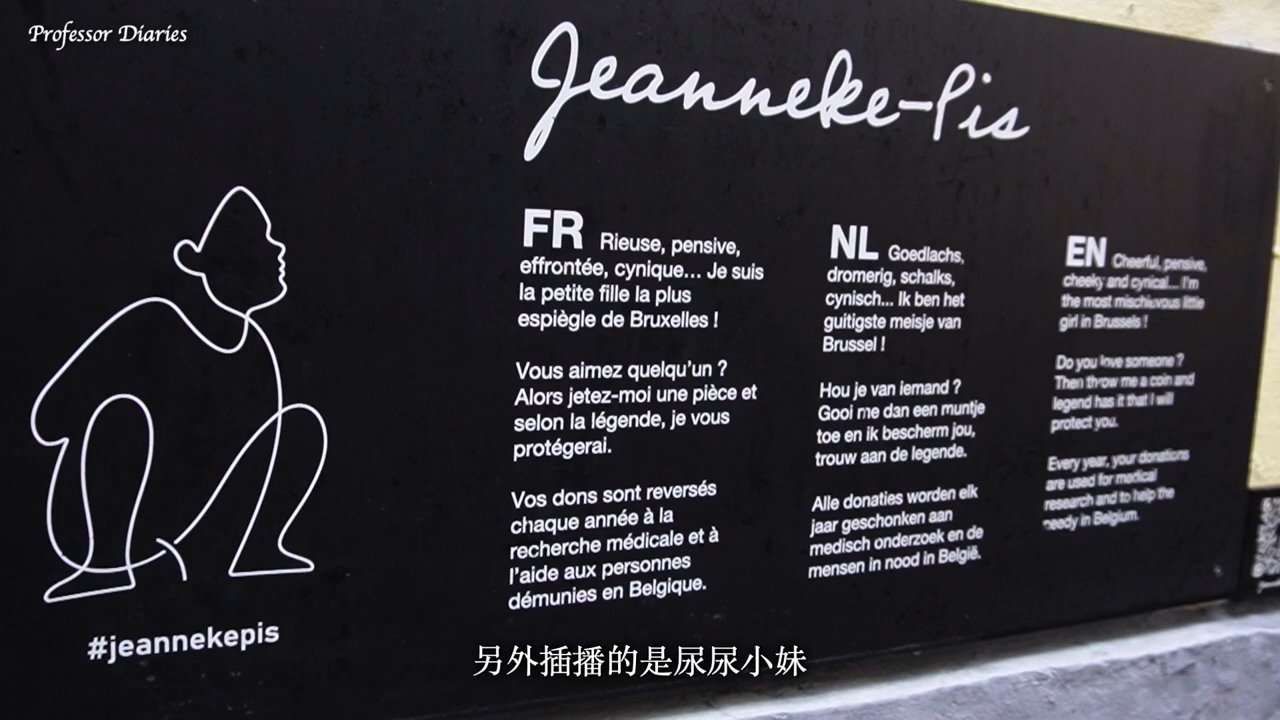 Professor Diaries
Jeanneke-Pis
FR Rieuse, pensive,
effrontée, cynique... Je suis
la petite fille la plus
espiègle de Bruxelles !
Vous aimez quelqu'un ?
Alors jetez-moi une pièce et
selon la légende, je vous
protégerai.
Vos dons sont reversés
chaque année à la
recherche médicale et à
l'aide aux personnes
démunies en Belgique.
NL Goedlachs,
dromerig, schalks,
cynisch... Ik ben het
guitigste meisje van
Brussel !
Hou je van iemand ?
Gooi me dan een muntje
toe en ik bescherm jou,
trouw aan de legende.
Alle donaties worden elk
jaar geschonken aan
medisch onderzoek en de
mensen in nood in België.
EN Cheerful, pensive,
cheeky and cynical... I'm
the most mischievous little
girl in Brussels !
Do you love someone ?
Then throw me a coin and
legend has it that I will
protect you.
Every year, your donations
are used for medical
research and to help the
needy in Belgium.
#jeannekepis
另外插播的是尿尿小妹